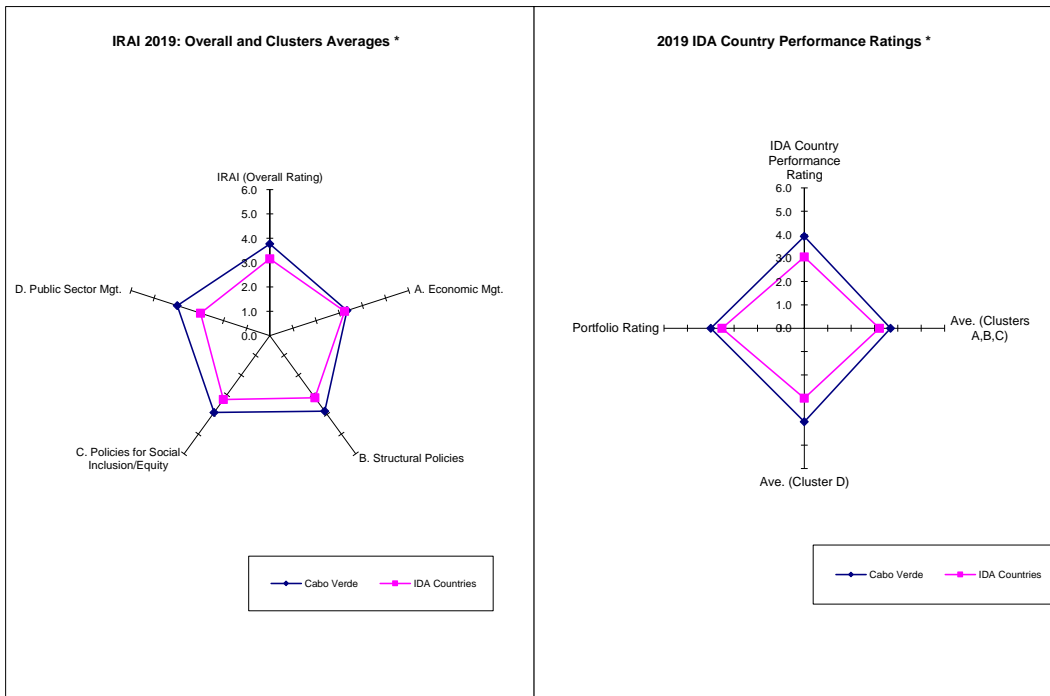 IRAI 2019: Overall and Clusters Averages *
IRAI (Overall Rating)
6.0
5.0
4.0
3.0
2.0
1.0
0.0
A. Economic Mgt.
B. Structural Policies
C. Policies for Social
Inclusion/Equity
D. Public Sector Mgt.
Cabo Verde
IDA Countries
2019 IDA Country Performance Ratings *
IDA Country
Performance
Rating
6.0
5.0
4.0
3.0
2.0
1.0
0.0
Ave. (Clusters
A,B,C)
Ave. (Cluster D)
Portfolio Rating
Cabo Verde
IDA Countries